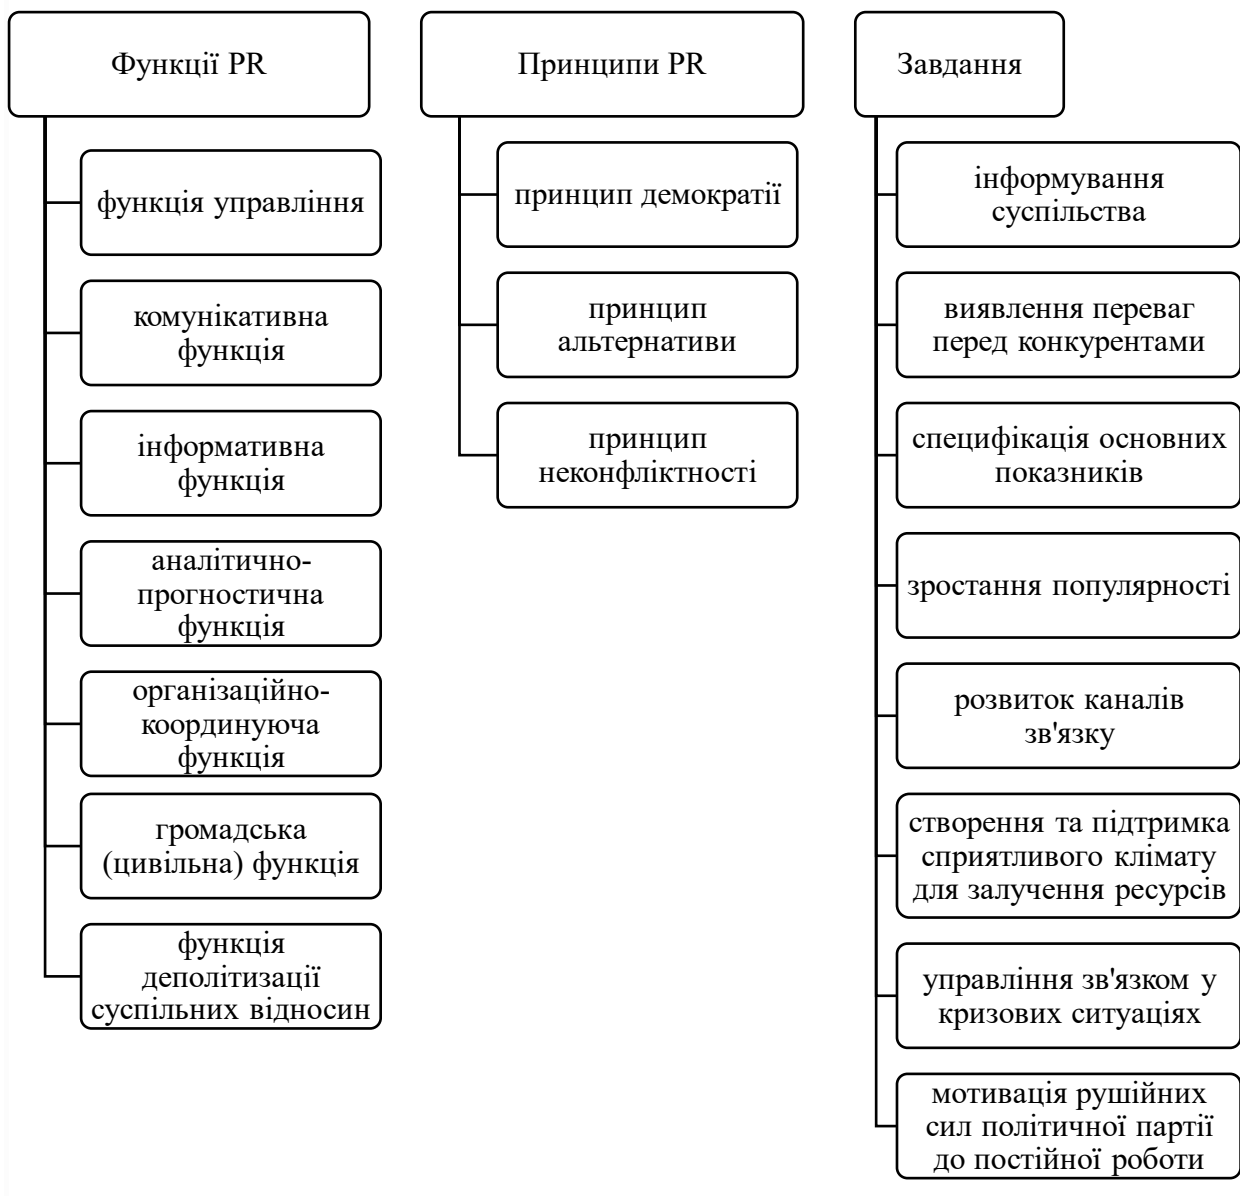 Функції PR
функція управління
комунікативна
функція
інформативна
функція
аналітично-
прогностична
функція
організаційно-
координуюча
функція
громадська
(цивільна) функція
функція
деполітизації
суспільних відносин
Принципи PR
принцип демократії
принцип
альтернативи
принцип
неконфліктності
Завдання
інформування
суспільства
виявлення переваг
перед конкурентами
специфікація основних
показників
зростання популярності
розвиток каналів
зв'язку
створення та підтримка
сприятливого клімату
для залучення ресурсів
управління зв'язком у
кризових ситуаціях
мотивація рушійних
сил політичної партії
до постійної роботи